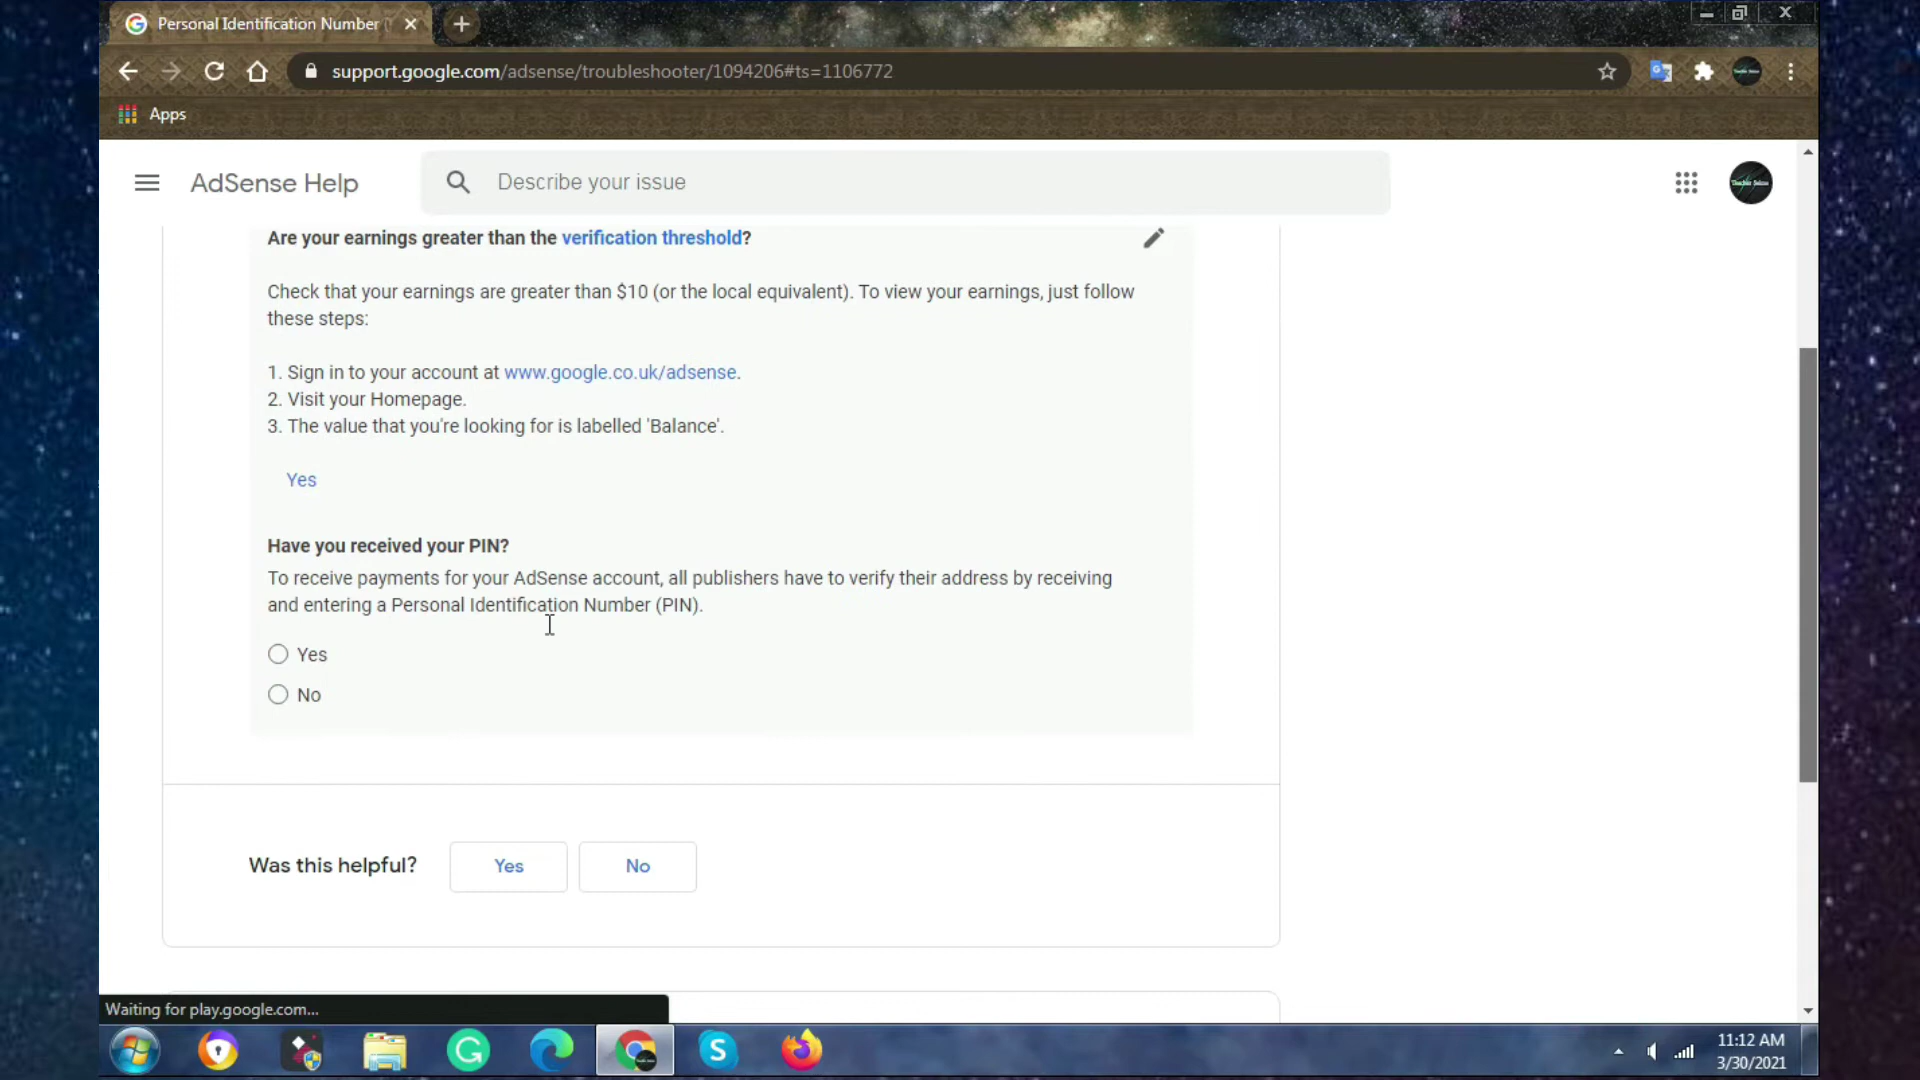 Personal Identification Number
support.google.com/adsense/troubleshooter/1094206#ts=1106772
Apps
AdSense Help
Describe your issue
Are your earnings greater than the verification threshold?
Check that your earnings are greater than $10 (or the local equivalent). To view your earnings, just follow
these steps:
1. Sign in to your account at www.google.co.uk/adsense.
2. Visit your Homepage.
3. The value that you're looking for is labelled 'Balance'.
Yes
Have you received your PIN?
To receive payments for your AdSense account, all publishers have to verify their address by receiving
and entering a Personal Identification Number (PIN).
Yes
No
Was this helpful?
Yes
No
Waiting for play.google.com...
11:12 AM
3/30/2021